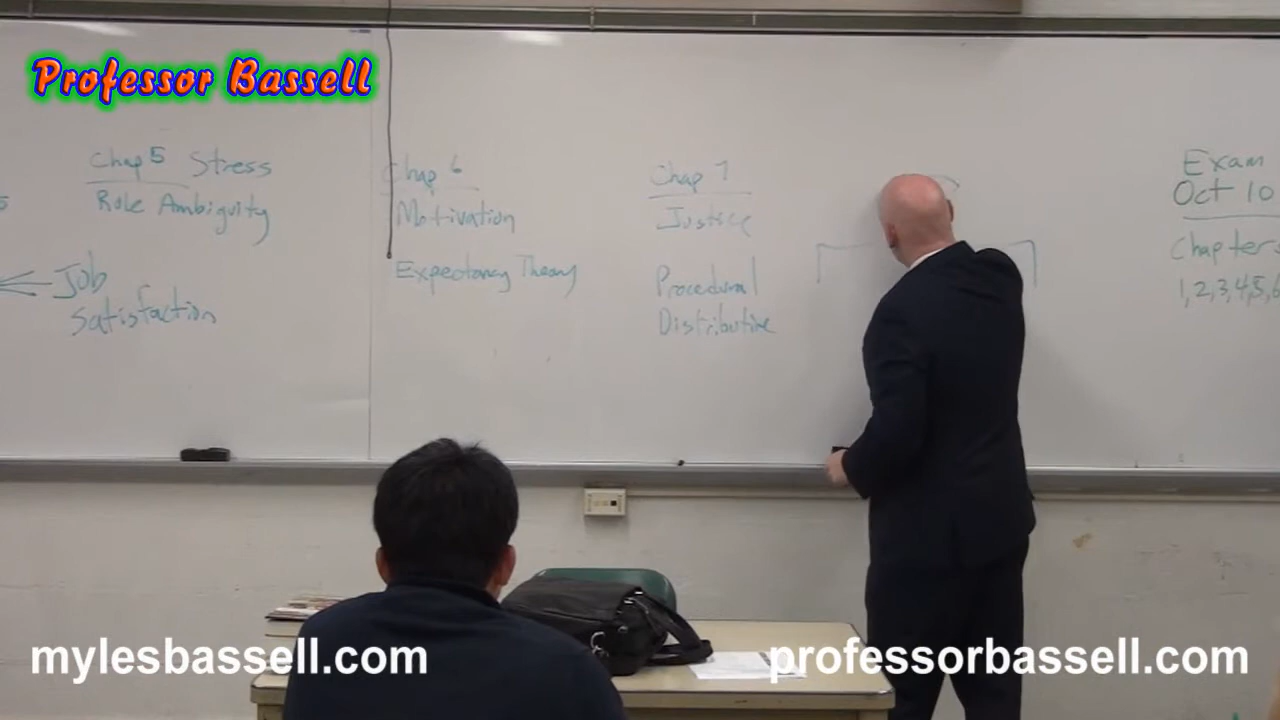 Professor Bassell
Chap 5 Stress
Role Ambiguity
Job
Satisfaction
Chap 6
Motivation
Expectancy Theory
Chap 7
Justice
Procedural
Distributive
Exam
Oct 10
Chapters
1,2,3,4,5,6
mylesbassell.com
professorbassell.com